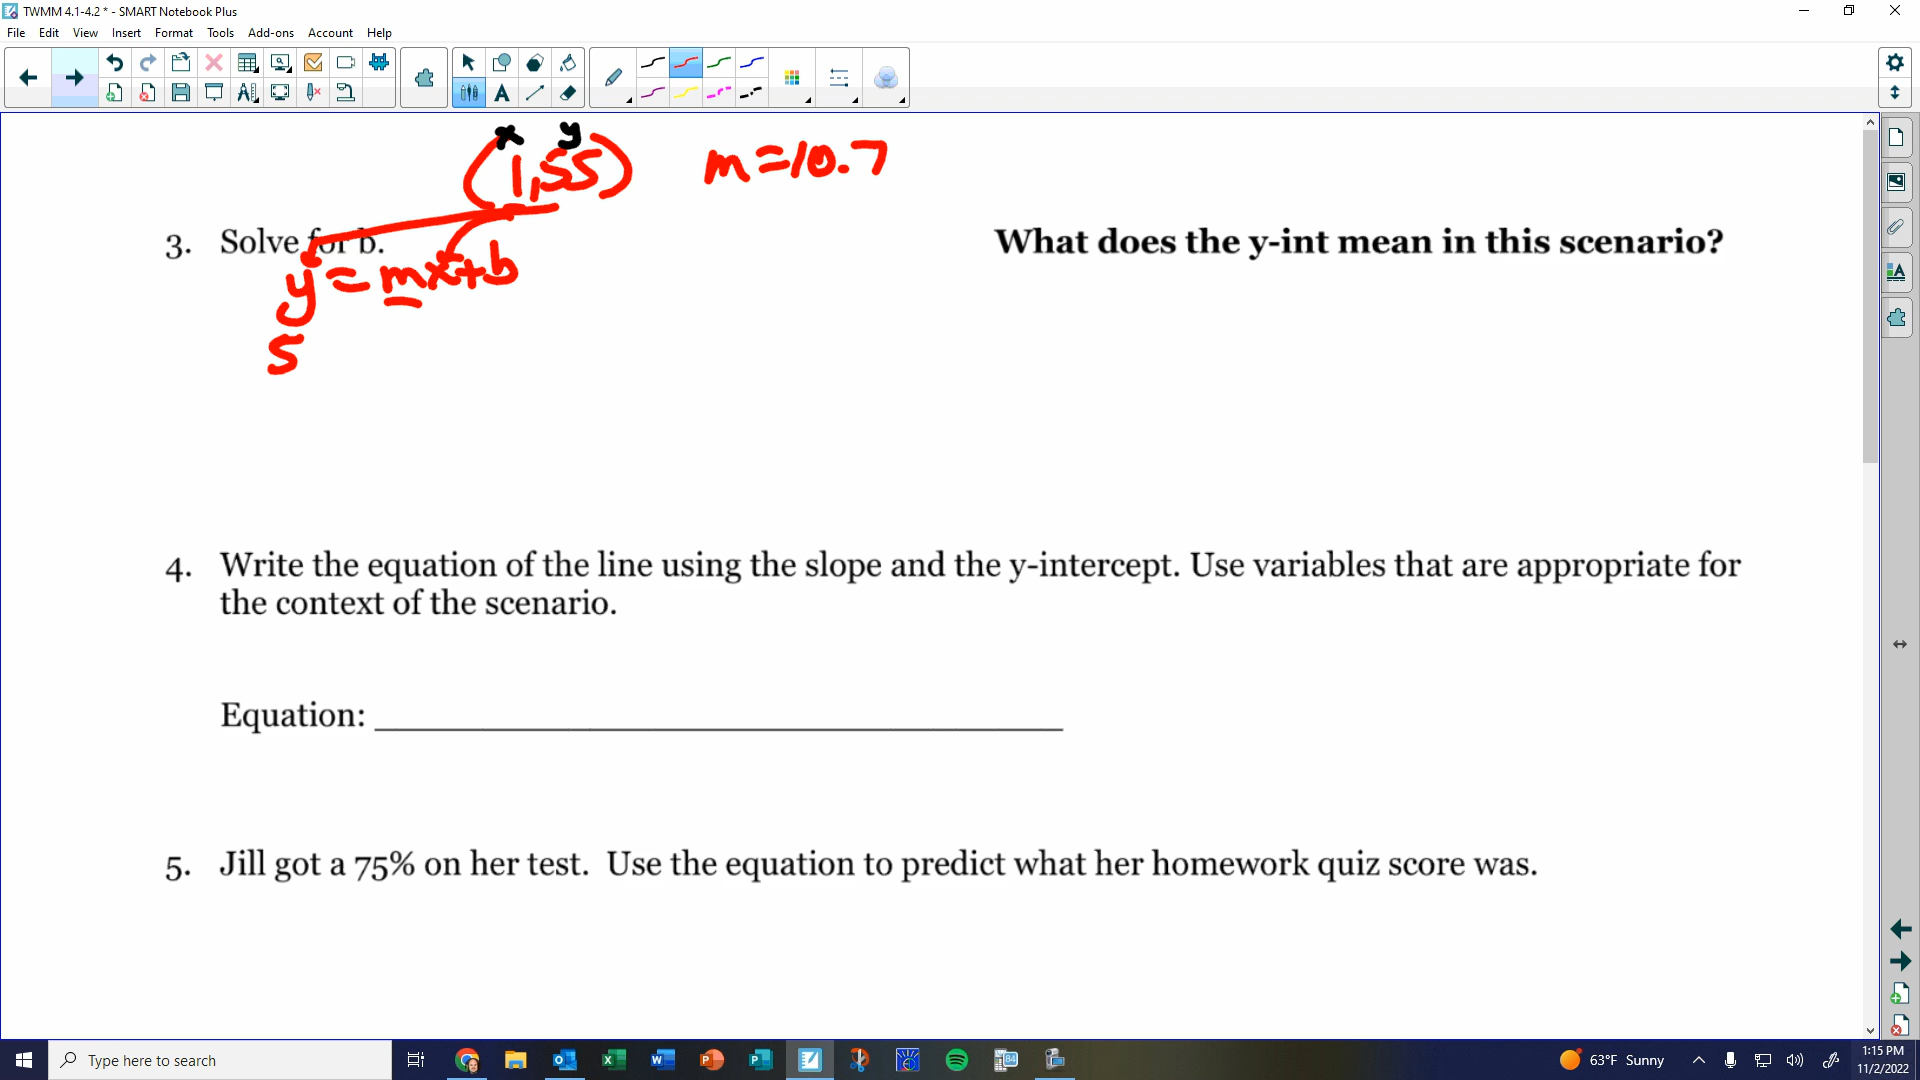 TWMM 4.1-4.2 * - SMART Notebook Plus
File Edit View Insert Format Tools Add-ons Account Help
x y
(1,55) m=10.7
3. Solve for b. What does the y-int mean in this scenario?
y=mx+b
5
4. Write the equation of the line using the slope and the y-intercept. Use variables that are appropriate for
the context of the scenario.
Equation: ________________________________________
5. Jill got a 75% on her test. Use the equation to predict what her homework quiz score was.
Type here to search
63°F Sunny
1:15 PM
11/2/2022